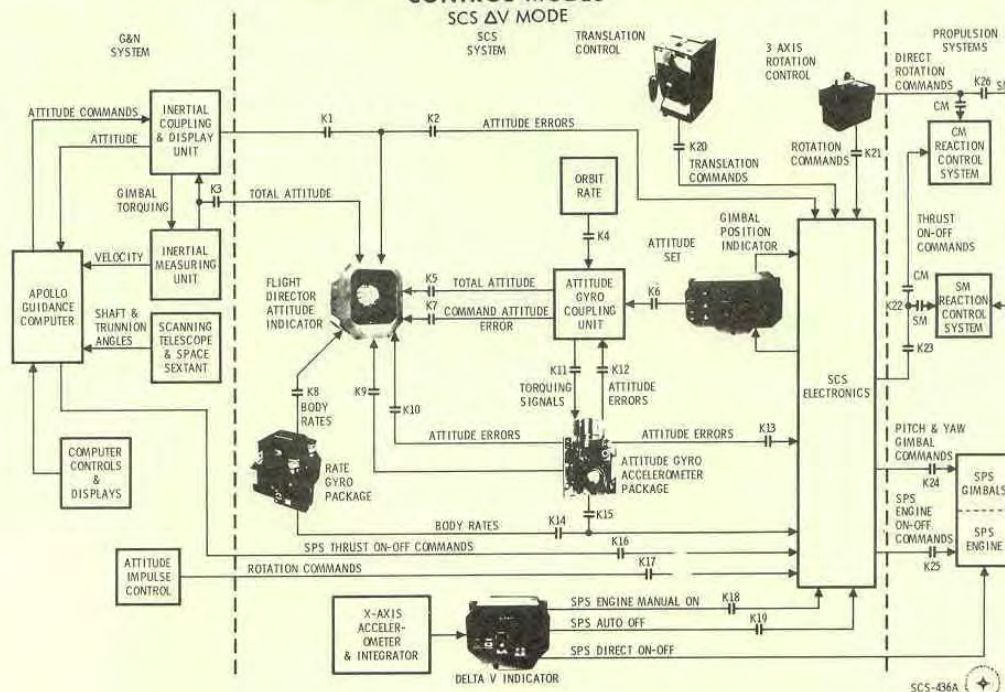 CONTROL MODES
SCS ΔV MODE
G&N
SYSTEM
SCS
SYSTEM
TRANSLATION
CONTROL
3 AXIS
ROTATION
CONTROL
PROPULSION
SYSTEMS
DIRECT
ROTATION
COMMANDS
K26
SM
CM
CM
REACTION
CONTROL
SYSTEM
ATTITUDE COMMANDS
ATTITUDE
INERTIAL
COUPLING
& DISPLAY
UNIT
K1
K2
ATTITUDE ERRORS
K20
TRANSLATION
COMMANDS
ROTATION
COMMANDS
K21
GIMBAL
TORQUING
K3
TOTAL ATTITUDE
ORBIT
RATE
K4
GIMBAL
POSITION
INDICATOR
THRUST
ON-OFF
COMMANDS
VELOCITY
INERTIAL
MEASURING
UNIT
APOLLO
GUIDANCE
COMPUTER
SHAFT &
TRUNNION
ANGLES
SCANNING
TELESCOPE
& SPACE
SEXTANT
FLIGHT
DIRECTOR
ATTITUDE
INDICATOR
K5
TOTAL ATTITUDE
K7
COMMAND ATTITUDE
ERROR
ATTITUDE
GYRO
COUPLING
UNIT
K6
ATTITUDE
SET
CM
K22
SM
SM
REACTION
CONTROL
SYSTEM
K23
K8
BODY
RATES
K9
K10
K11
TORQUING
SIGNALS
K12
ATTITUDE
ERRORS
SCS
ELECTRONICS
COMPUTER
CONTROLS
&
DISPLAYS
RATE
GYRO
PACKAGE
ATTITUDE ERRORS
ATTITUDE ERRORS
K13
ATTITUDE GYRO
ACCELEROMETER
PACKAGE
K15
PITCH & YAW
GIMBAL
COMMANDS
K24
SPS
GIMBALS
BODY RATES
K14
SPS THRUST ON-OFF COMMANDS
K16
SPS
ENGINE
ON-OFF
COMMANDS
K25
SPS
ENGINE
ATTITUDE
IMPULSE
CONTROL
ROTATION COMMANDS
K17
X-AXIS
ACCELER-
OMETER
& INTEGRATOR
DELTA V INDICATOR
SPS ENGINE MANUAL ON
K18
SPS AUTO OFF
K19
SPS DIRECT ON-OFF
SCS-436A